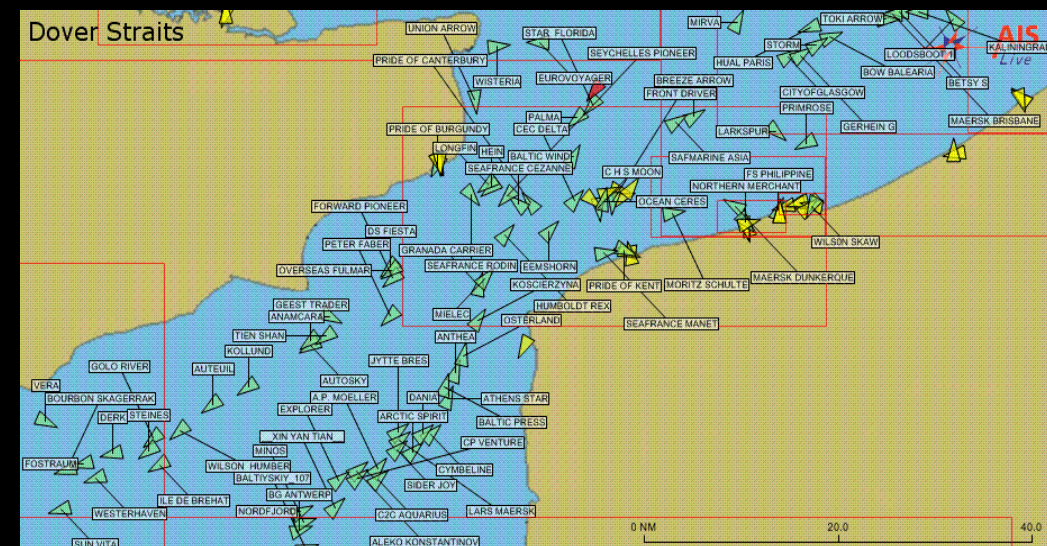 Dover Straits
UNION ARROW
STAR FLORIDA
MIRVA
TOKI ARROW
AIS
Live
PRIDE OF CANTERBURY
SEYCHELLES PIONEER
STORM
LOODSBOOT 1
KALININGRA
HUAL PARIS
BOW BALEARIA
WISTERIA
EUROVOYAGER
BREEZE ARROW
BETSY S
FRONT DRIVER
CITYOFGLASGOW
PRIMROSE
PALMA
MAERSK BRISBANE
PRIDE OF BURGUNDY
CEC DELTA
LARKSPUR
GERHEIN G
LONGFIN
HEIN
BALTIC WIND
SAFMARINE ASIA
SEAFRANCE CEZANNE
C H S MOON
FS PHILIPPINE
NORTHERN MERCHANT
FORWARD PIONEER
OCEAN CERES
DS FIESTA
PETER FABER
GRANADA CARRIER
WILSON SKAW
OVERSEAS FULMAR
SEAFRANCE RODIN
EEMSHORN
MAERSK DUNKERQUE
KOSCIERZYNA
PRIDE OF KENT
MORITZ SCHULTE
GEEST TRADER
HUMBOLDT REX
ANAMCARA
MIELEC
OSTERLAND
SEAFRANCE MANET
TIEN SHAN
ANTHEA
KOLLUND
GOLO RIVER
AUTEUIL
JYTTE BRES
VERA
AUTOSKY
BOURBON SKAGERRAK
A.P. MOELLER
DANIA
ATHENS STAR
DERK
STEINES
EXPLORER
ARCTIC SPIRIT
BALTIC PRESS
XIN YAN TIAN
CP VENTURE
MINOS
FOSTRAUM
WILSON HUMBER
CYMBELINE
BALTIYSKIY_107
SIDER JOY
BG ANTWERP
ILE DE BREHAT
WESTERHAVEN
NORDFJORD
C2C AQUARIUS
LARS MAERSK
0 NM
20.0
40.0
SUN VITA
ALEKO KONSTANTINOV